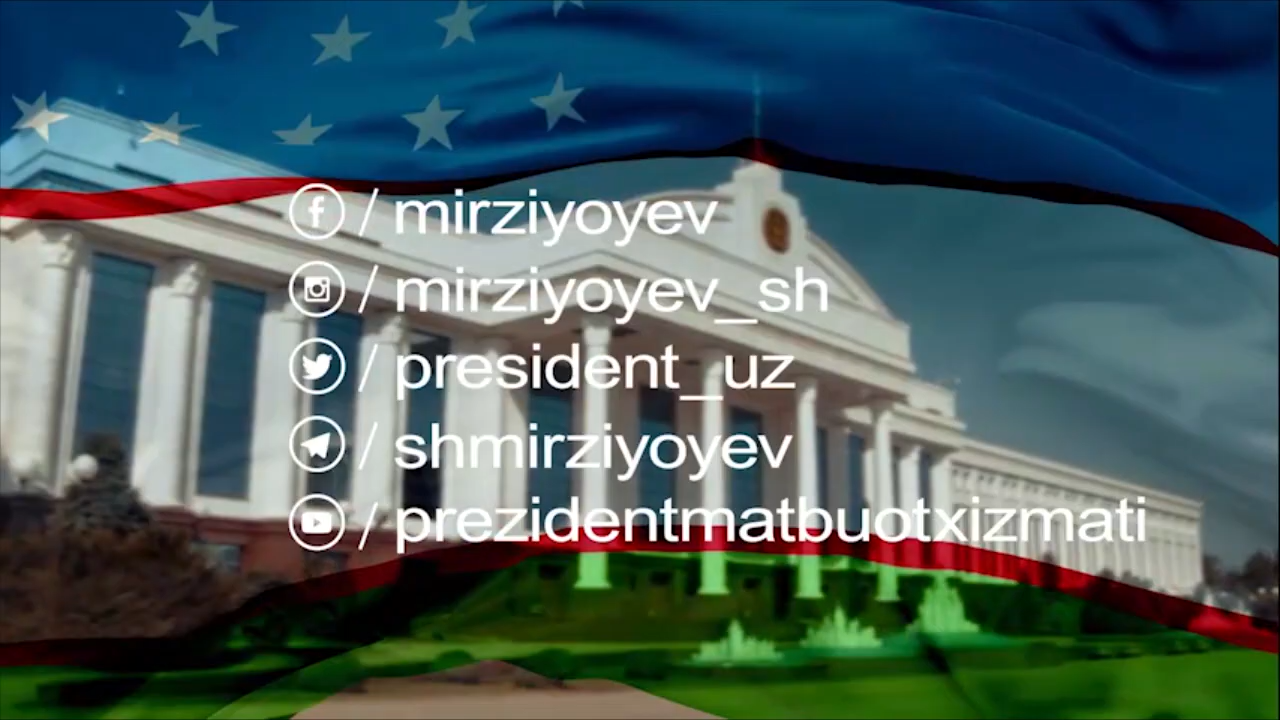 / mirziyoyev
/ mirziyoyev_sh
/ president_uz
/ shmirziyoyev
/ prezidentmatbuotxizmati